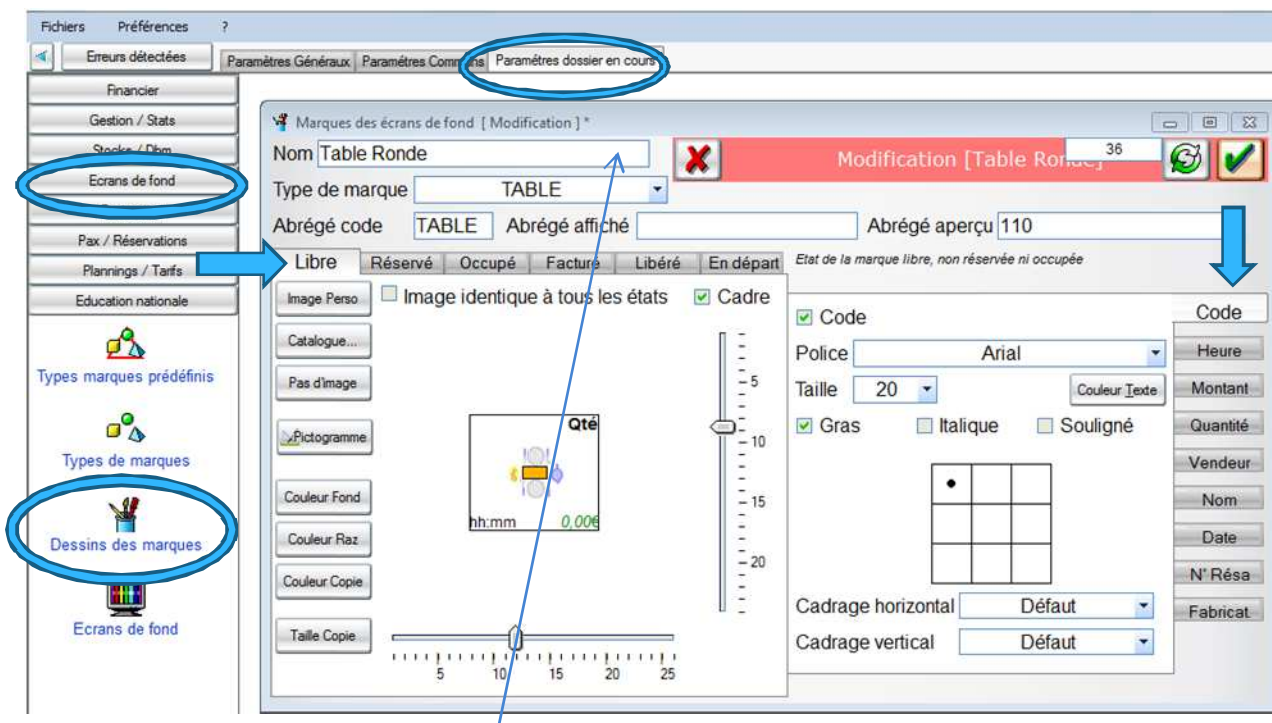 Fichiers Préférences ?
Erreurs détectées Paramètres Généraux Paramétres Communs Paramétres dossier en cours
Financier
Gestion / Stats
Stocks / Dbm
Ecrans de fond
Pax / Réservations
Plannings / Tarifs
Education nationale
Types marques prédéfinis
Types de marques
Dessins des marques
Ecrans de fond
Marques des écrans de fond [ Modification ] *
Nom Table Ronde Modification [Table Ronde] 36
Type de marque TABLE
Abrégé code TABLE Abrégé affiché Abrégé aperçu 110
Libre Réservé Occupé Facturé Libéré En départ Etat de la marque libre, non réservée ni occupée
Image Perso Image identique à tous les états Cadre
Catalogue...
Pas d'image
Pictogramme
Couleur Fond
Couleur Raz
Couleur Copie
Taille Copie
Qté
hh:mm 0,00€
5
10
15
20
5 10 15 20 25
Code
Police Arial
Taille 20 Couleur Texte
Gras Italique Souligné
Cadrage horizontal Défaut
Cadrage vertical Défaut
Code
Heure
Montant
Quantité
Vendeur
Nom
Date
N° Résa
Fabricat.